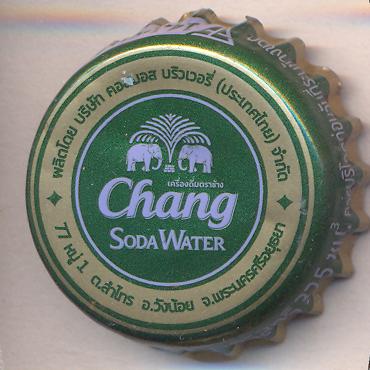 ผลิตโดย บริษัท คอสมอส บริวเวอรี่ (ประเทศไทย) จำกัด
เครื่องดื่มตราช้าง
Chang
SODA WATER
77 หมู่ 1 ต.ลำไทร อ.วังน้อย จ.พระนครศรีอยุธยา